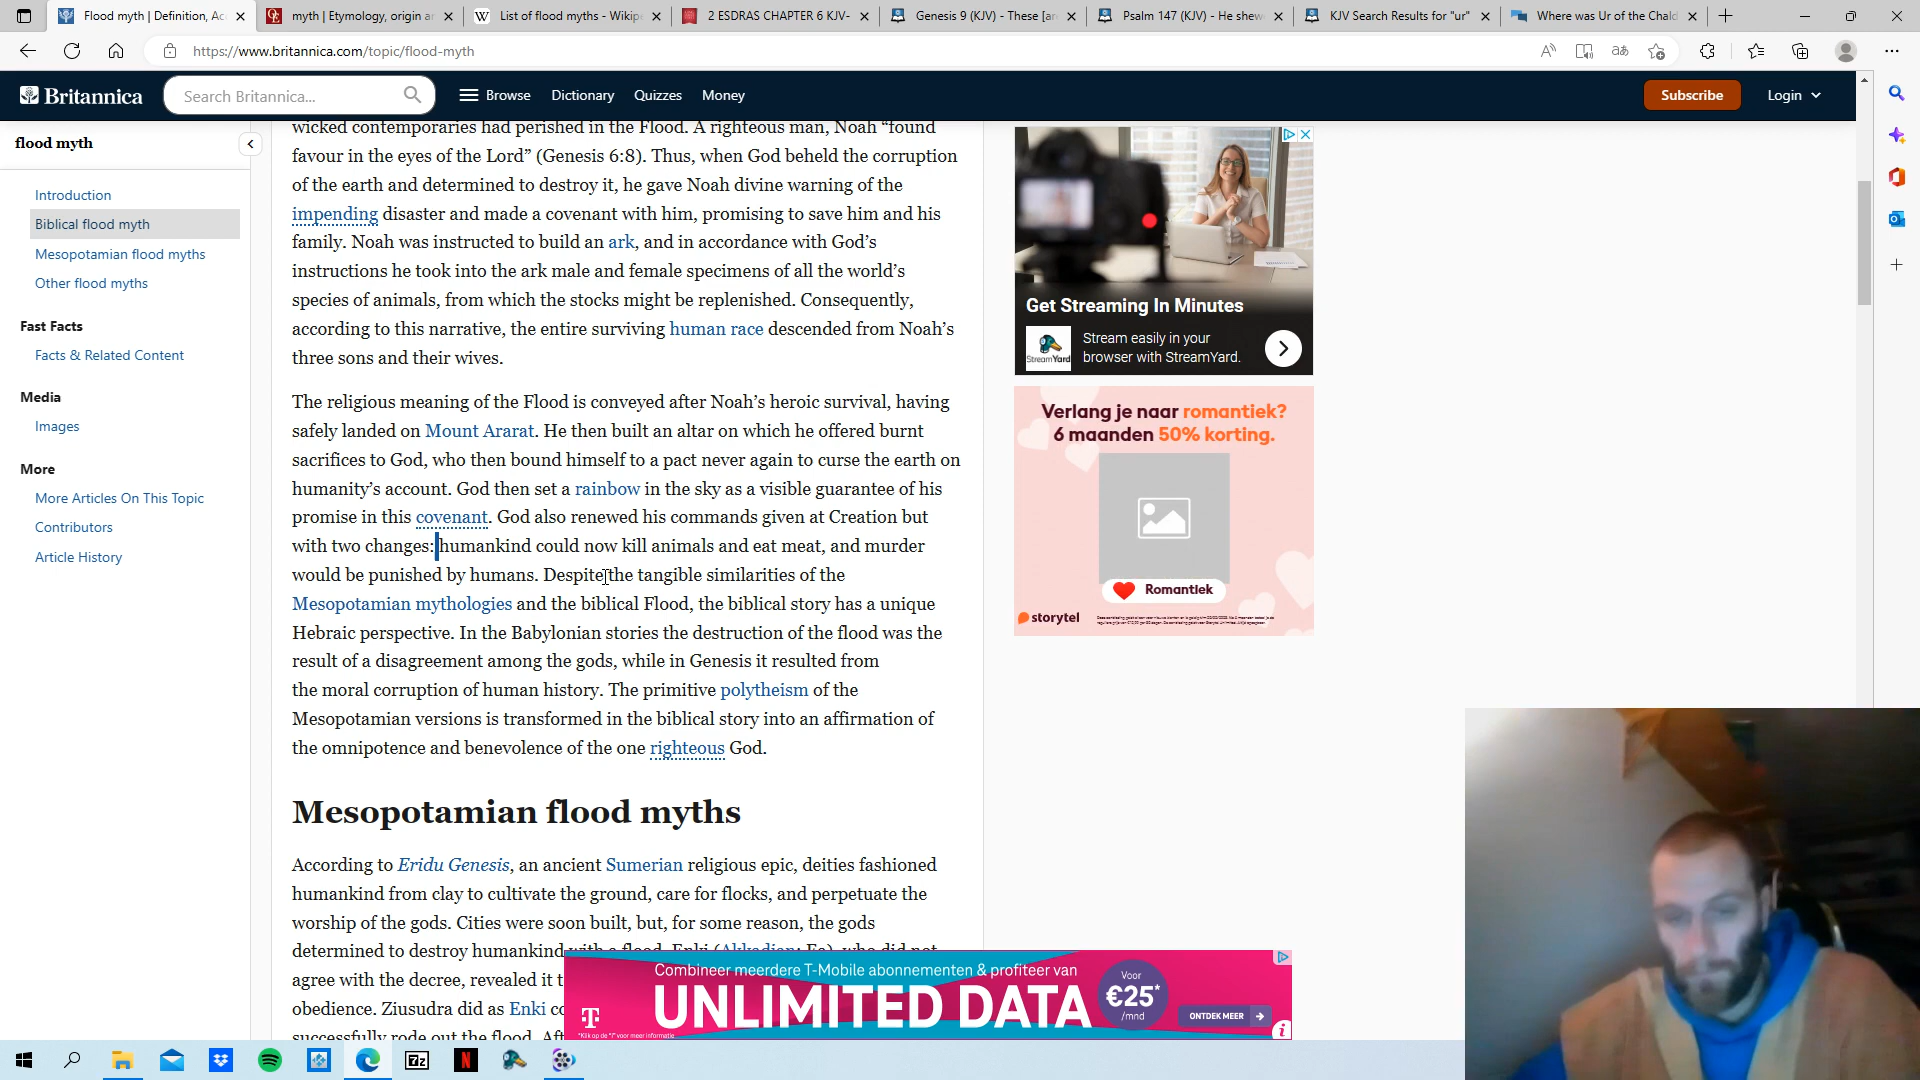 Flood myth | Definition, Ac
myth | Etymology, origin a
List of flood myths - Wikip
2 ESDRAS CHAPTER 6 KJV-
Genesis 9 (KJV) - These [ar
Psalm 147 (KJV) - He shew
KJV Search Results for "ur"
Where was Ur of the Chald
https://www.britannica.com/topic/flood-myth
Britannica
Search Britannica...
Browse
Dictionary
Quizzes
Money
Subscribe
Login
flood myth
Introduction
Biblical flood myth
Mesopotamian flood myths
Other flood myths
Fast Facts
Facts & Related Content
Media
Images
More
More Articles On This Topic
Contributors
Article History
wicked contemporaries had perished in the Flood. A righteous man, Noah “found
favour in the eyes of the Lord” (Genesis 6:8). Thus, when God beheld the corruption
of the earth and determined to destroy it, he gave Noah divine warning of the
impending disaster and made a covenant with him, promising to save him and his
family. Noah was instructed to build an ark, and in accordance with God’s
instructions he took into the ark male and female specimens of all the world’s
species of animals, from which the stocks might be replenished. Consequently,
according to this narrative, the entire surviving human race descended from Noah’s
three sons and their wives.
The religious meaning of the Flood is conveyed after Noah’s heroic survival, having
safely landed on Mount Ararat. He then built an altar on which he offered burnt
sacrifices to God, who then bound himself to a pact never again to curse the earth on
humanity’s account. God then set a rainbow in the sky as a visible guarantee of his
promise in this covenant. God also renewed his commands given at Creation but
with two changes: humankind could now kill animals and eat meat, and murder
would be punished by humans. Despite the tangible similarities of the
Mesopotamian mythologies and the biblical Flood, the biblical story has a unique
Hebraic perspective. In the Babylonian stories the destruction of the flood was the
result of a disagreement among the gods, while in Genesis it resulted from
the moral corruption of human history. The primitive polytheism of the
Mesopotamian versions is transformed in the biblical story into an affirmation of
the omnipotence and benevolence of the one righteous God.
Mesopotamian flood myths
According to Eridu Genesis, an ancient Sumerian religious epic, deities fashioned
humankind from clay to cultivate the ground, care for flocks, and perpetuate the
worship of the gods. Cities were soon built, but, for some reason, the gods
determined to destroy humankind with a flood. Enki (Akkadian: Ea), who did not
agree with the decree, revealed it t
obedience. Ziusudra did as Enki co
successfully rode out the flood. Aft
Get Streaming In Minutes
StreamYard
Stream easily in your
browser with StreamYard.
Verlang je naar romantiek?
6 maanden 50% korting.
Romantiek
storytel
Combineer meerdere T-Mobile abonnementen & profiteer van
UNLIMITED DATA
Voor
€25*
/mnd
ONTDEK MEER
*Klik op de "i" voor meer informatie
7z
N